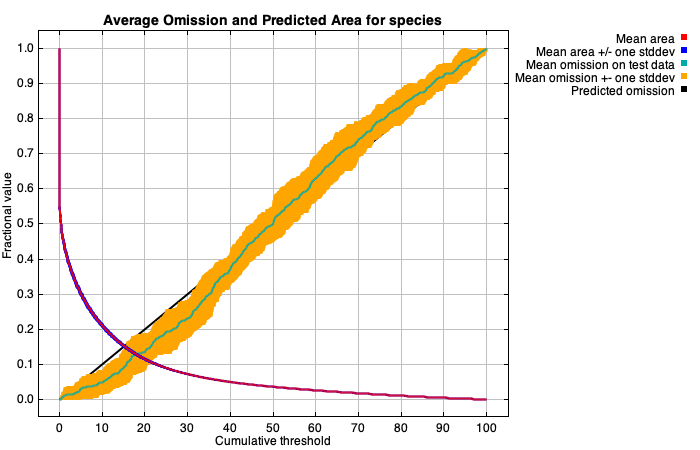 Average Omission and Predicted Area for species
Mean area
Mean area +/- one stddev
Mean omission on test data
Mean omission +- one stddev
Predicted omission
Fractional value
1.0
0.9
0.8
0.7
0.6
0.5
0.4
0.3
0.2
0.1
0.0
0 10 20 30 40 50 60 70 80 90 100
Cumulative threshold